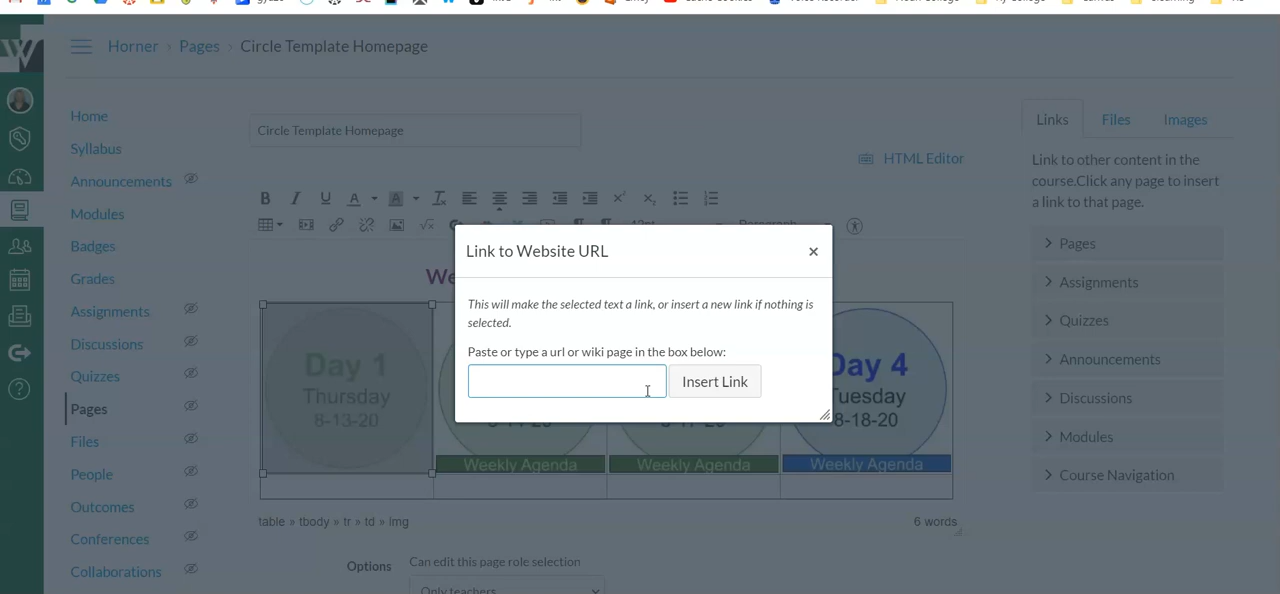 Horner › Pages › Circle Template Homepage
Home
Syllabus
Announcements
Modules
Badges
Grades
Assignments
Discussions
Quizzes
Pages
Files
People
Outcomes
Conferences
Collaborations
Circle Template Homepage
HTML Editor
12pt
Paragraph
We
Day 1
Thursday
8-13-20
Day 4
Tuesday
8-18-20
Weekly Agenda
Weekly Agenda
Weekly Agenda
table » tbody » tr » td » img
6 words
Options
Can edit this page role selection
Only teachers
Link to Website URL
×
This will make the selected text a link, or insert a new link if nothing is
selected.
Paste or type a url or wiki page in the box below:
Insert Link
Links
Files
Images
Link to other content in the
course.Click any page to insert
a link to that page.
Pages
Assignments
Quizzes
Announcements
Discussions
Modules
Course Navigation